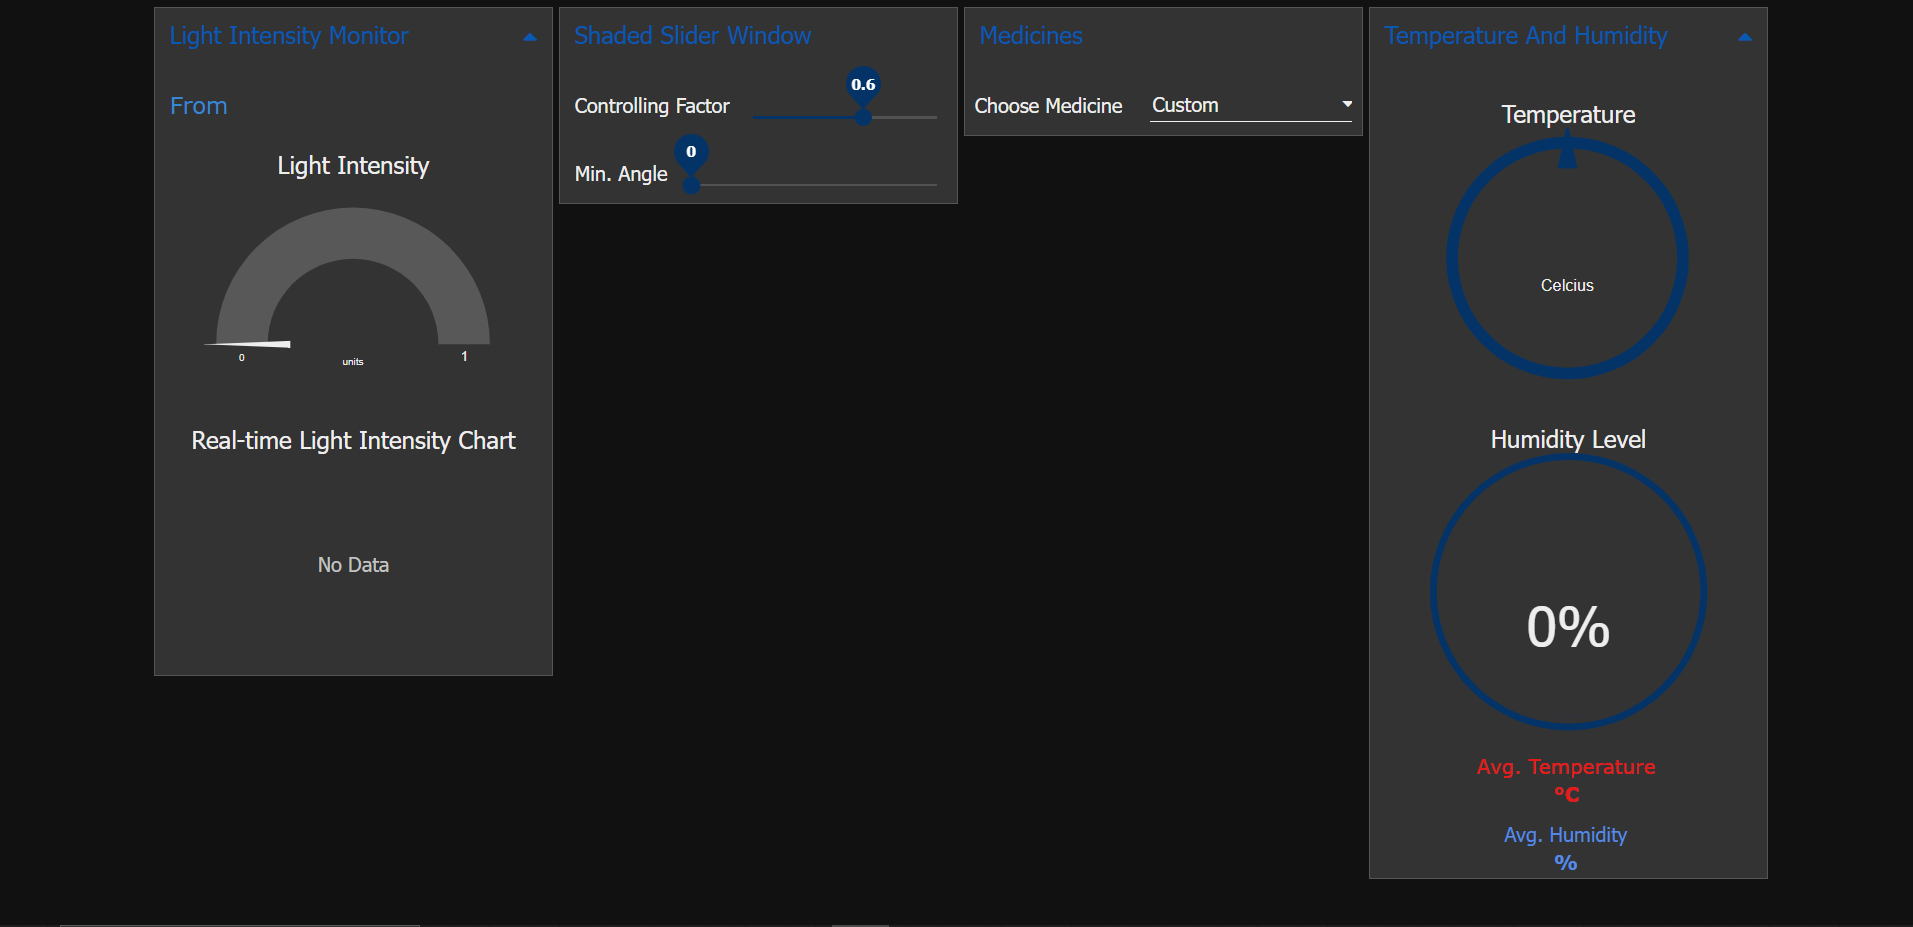 Light Intensity Monitor
From
Light Intensity
0
units
1
Real-time Light Intensity Chart
No Data
Shaded Slider Window
Controlling Factor
0.6
Min. Angle
0
Medicines
Choose Medicine
Custom
Temperature And Humidity
Temperature
Celcius
Humidity Level
0%
Avg. Temperature
°C
Avg. Humidity
%